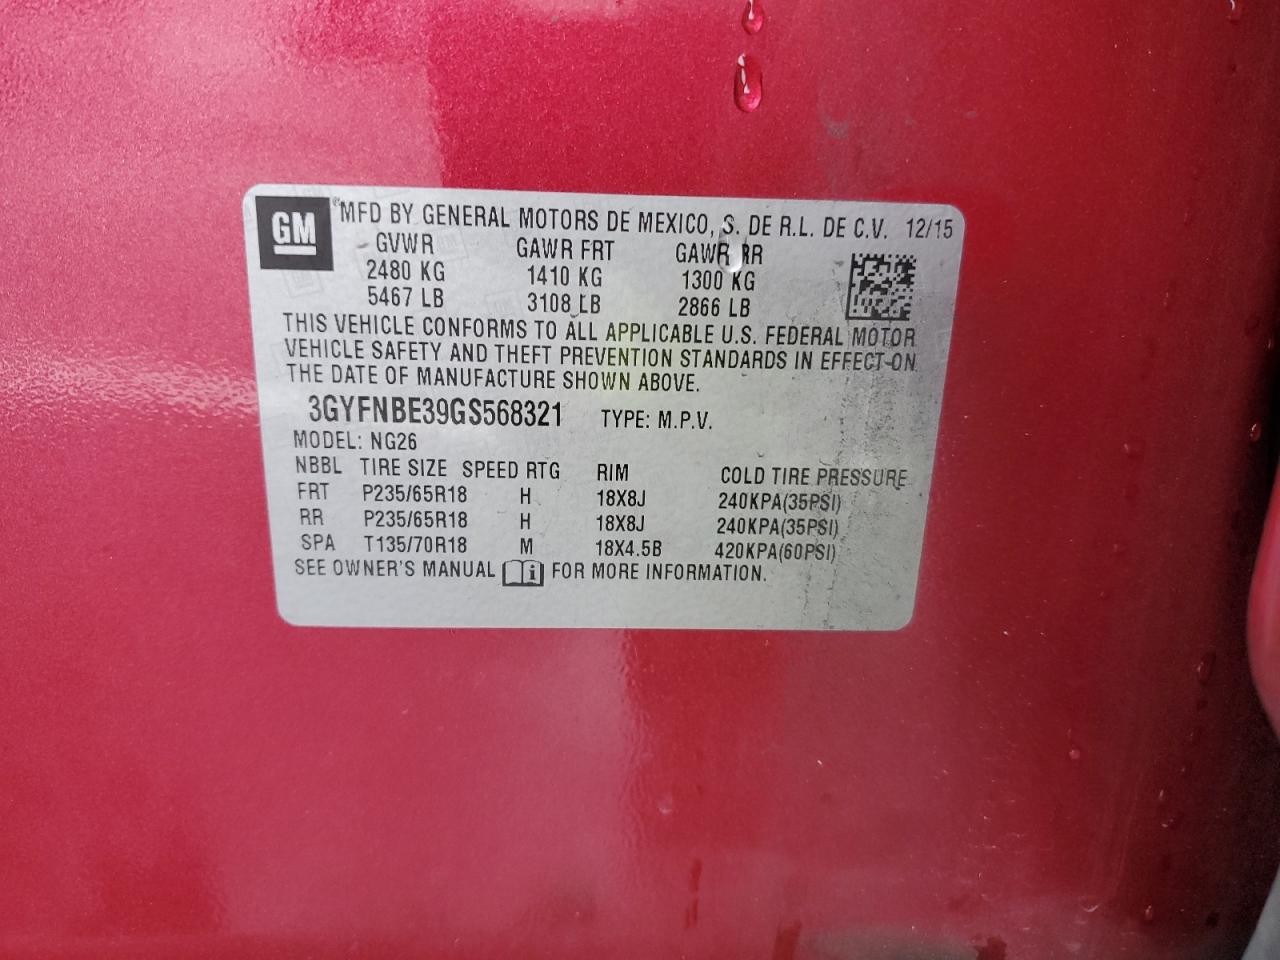 GM ® MFD BY GENERAL MOTORS DE MEXICO, S. DE R.L. DE C.V. 12/15
GVWR GAWR FRT GAWR RR
2480 KG 1410 KG 1300 KG
5467 LB 3108 LB 2866 LB
THIS VEHICLE CONFORMS TO ALL APPLICABLE U.S. FEDERAL MOTOR
VEHICLE SAFETY AND THEFT PREVENTION STANDARDS IN EFFECT ON
THE DATE OF MANUFACTURE SHOWN ABOVE.
3GYFNBE39GS568321 TYPE: M.P.V.
MODEL: NG26
NBBL TIRE SIZE SPEED RTG RIM COLD TIRE PRESSURE
FRT P235/65R18 H 18X8J 240KPA(35PSI)
RR P235/65R18 H 18X8J 240KPA(35PSI)
SPA T135/70R18 M 18X4.5B 420KPA(60PSI)
SEE OWNER'S MANUAL i FOR MORE INFORMATION.